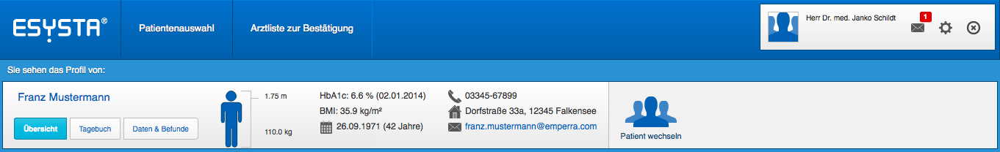 ESYSTA®
Patientenauswahl
Arztliste zur Bestätigung
Herr Dr. med. Janko Schildt
1
Sie sehen das Profil von:
Franz Mustermann
Übersicht
Tagebuch
Daten & Befunde
1.75 m
110.0 kg
HbA1c: 6.6 % (02.01.2014)
BMI: 35.9 kg/m²
26.09.1971 (42 Jahre)
03345-67899
Dorfstraße 33a, 12345 Falkensee
franz.mustermann@emperra.com
Patient wechseln